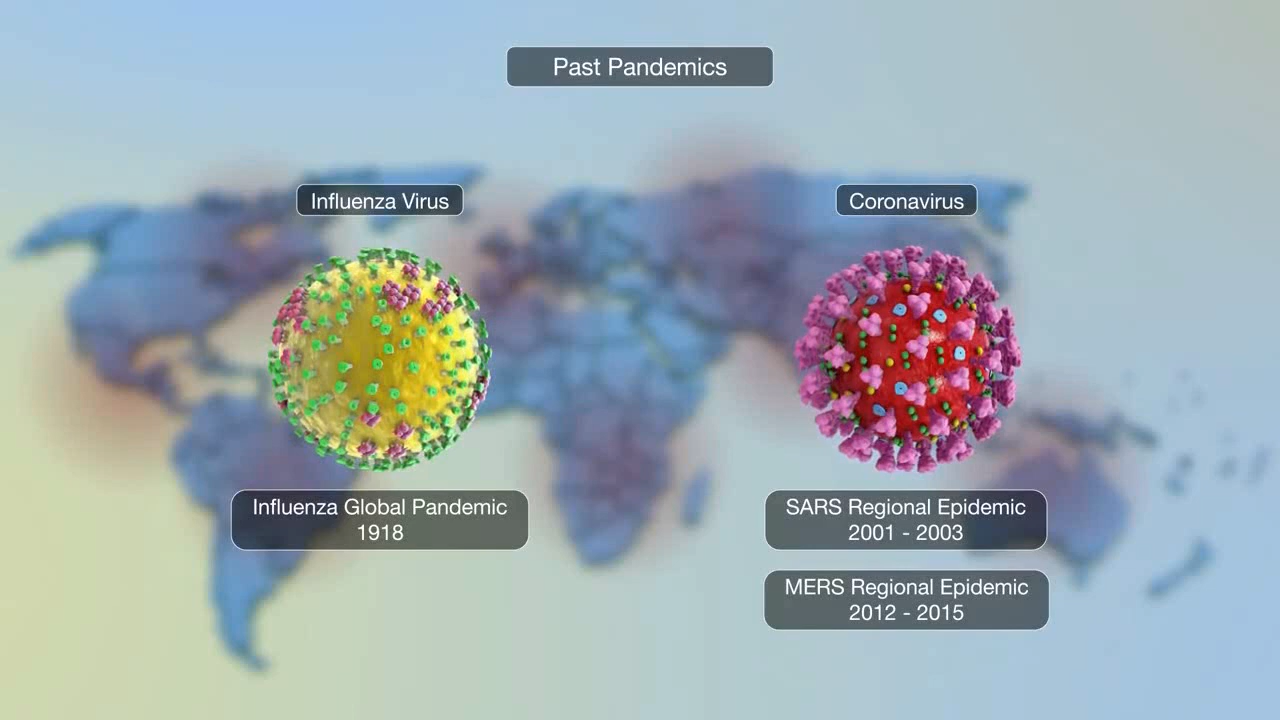 Past Pandemics
Influenza Virus
Coronavirus
Influenza Global Pandemic
1918
SARS Regional Epidemic
2001 - 2003
MERS Regional Epidemic
2012 - 2015